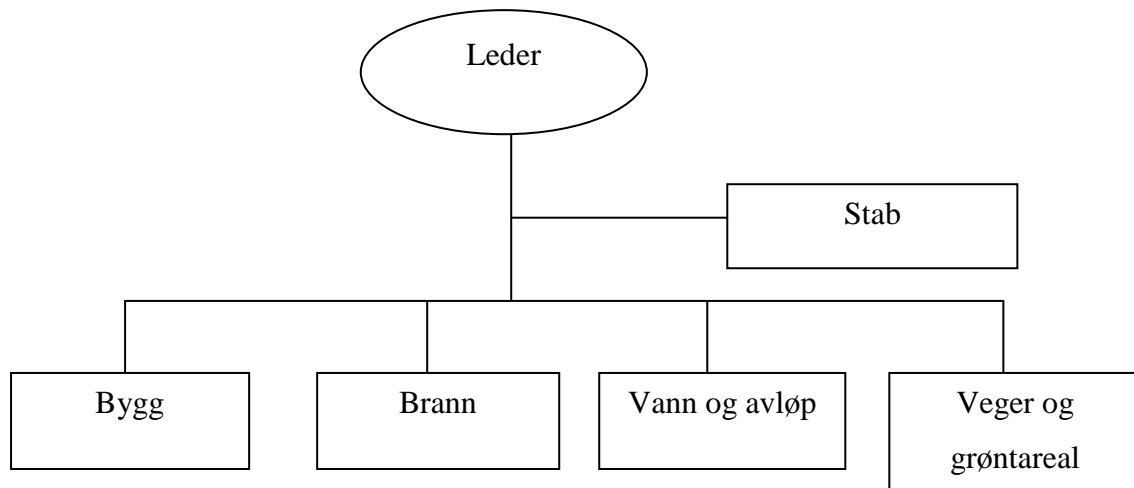 Leder
Stab
Bygg
Brann
Vann og avløp
Veger og
grøntareal